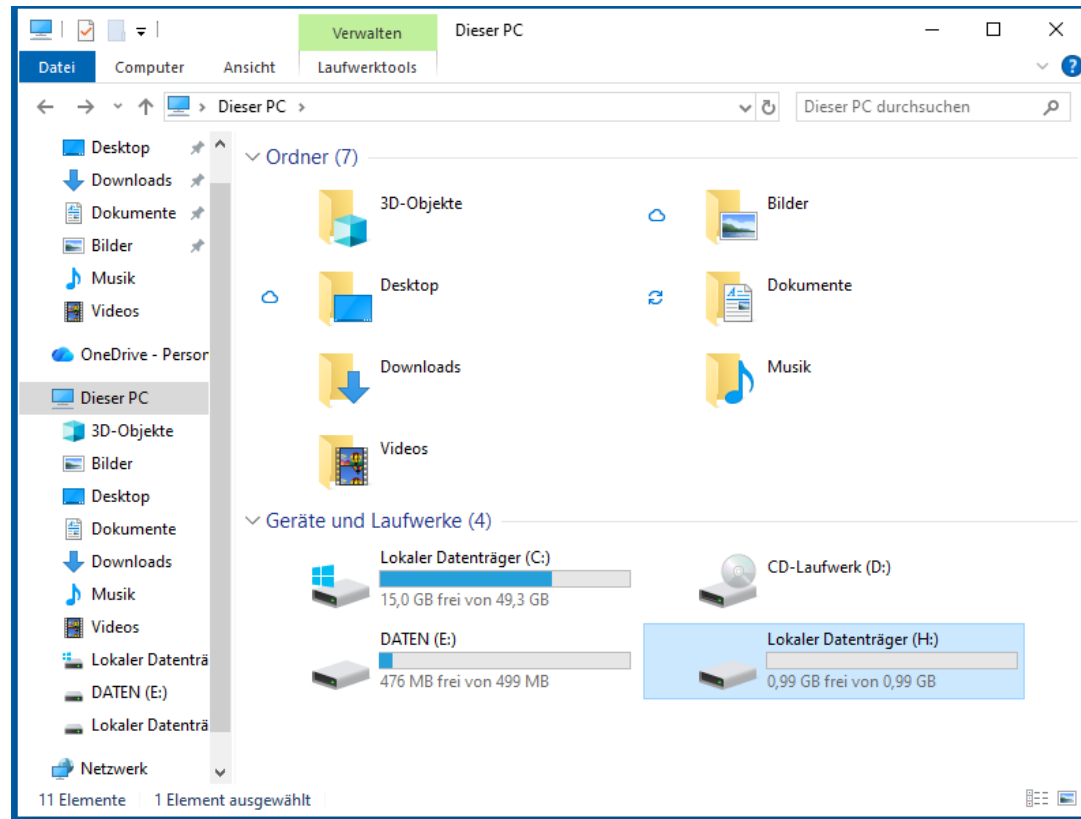 Verwalten
Dieser PC
Datei
Computer
Ansicht
Laufwerktools
?
Dieser PC
Dieser PC durchsuchen
Desktop
Downloads
Dokumente
Bilder
Musik
Videos
OneDrive - Person
Dieser PC
3D-Objekte
Bilder
Desktop
Dokumente
Downloads
Musik
Videos
Lokaler Datenträ
DATEN (E:)
Lokaler Datenträ
Netzwerk
Ordner (7)
3D-Objekte
Bilder
Desktop
Dokumente
Downloads
Musik
Videos
Geräte und Laufwerke (4)
Lokaler Datenträger (C:)
15,0 GB frei von 49,3 GB
CD-Laufwerk (D:)
DATEN (E:)
476 MB frei von 499 MB
Lokaler Datenträger (H:)
0,99 GB frei von 0,99 GB
11 Elemente
1 Element ausgewählt